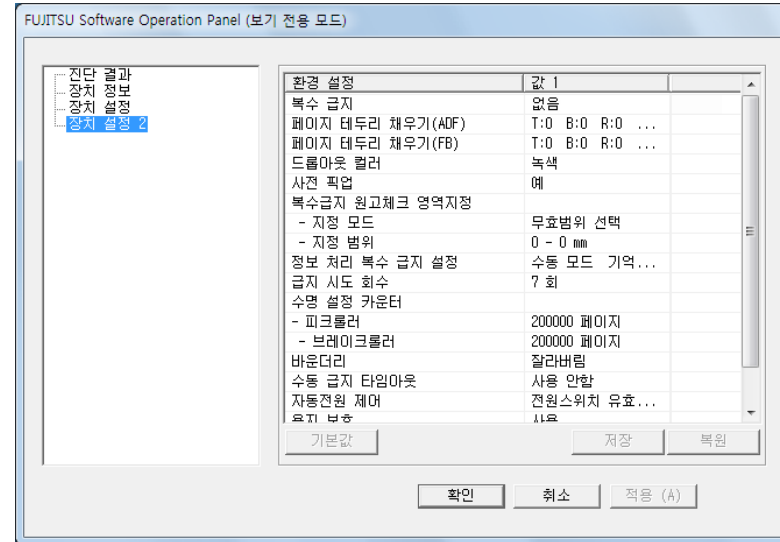 FUJITSU Software Operation Panel (보기 전용 모드)
진단 결과
장치 정보
장치 설정
장치 설정 2
환경 설정 값 1
복수 급지 없음
페이지 테두리 채우기(ADF) T:0 B:0 R:0 ...
페이지 테두리 채우기(FB) T:0 B:0 R:0 ...
드롭아웃 컬러 녹색
사전 픽업 예
복수급지 원고체크 영역지정
- 지정 모드 무효범위 선택
- 지정 범위 0 - 0 mm
정보 처리 복수 급지 설정 수동 모드 기억...
급지 시도 회수 7 회
수명 설정 카운터
- 피크롤러 200000 페이지
- 브레이크롤러 200000 페이지
바운더리 잘라버림
수동 급지 타임아웃 사용 안함
자동전원 제어 전원스위치 유효...
용지 보호 사용
기본값 저장 복원
확인 취소 적용 (A)